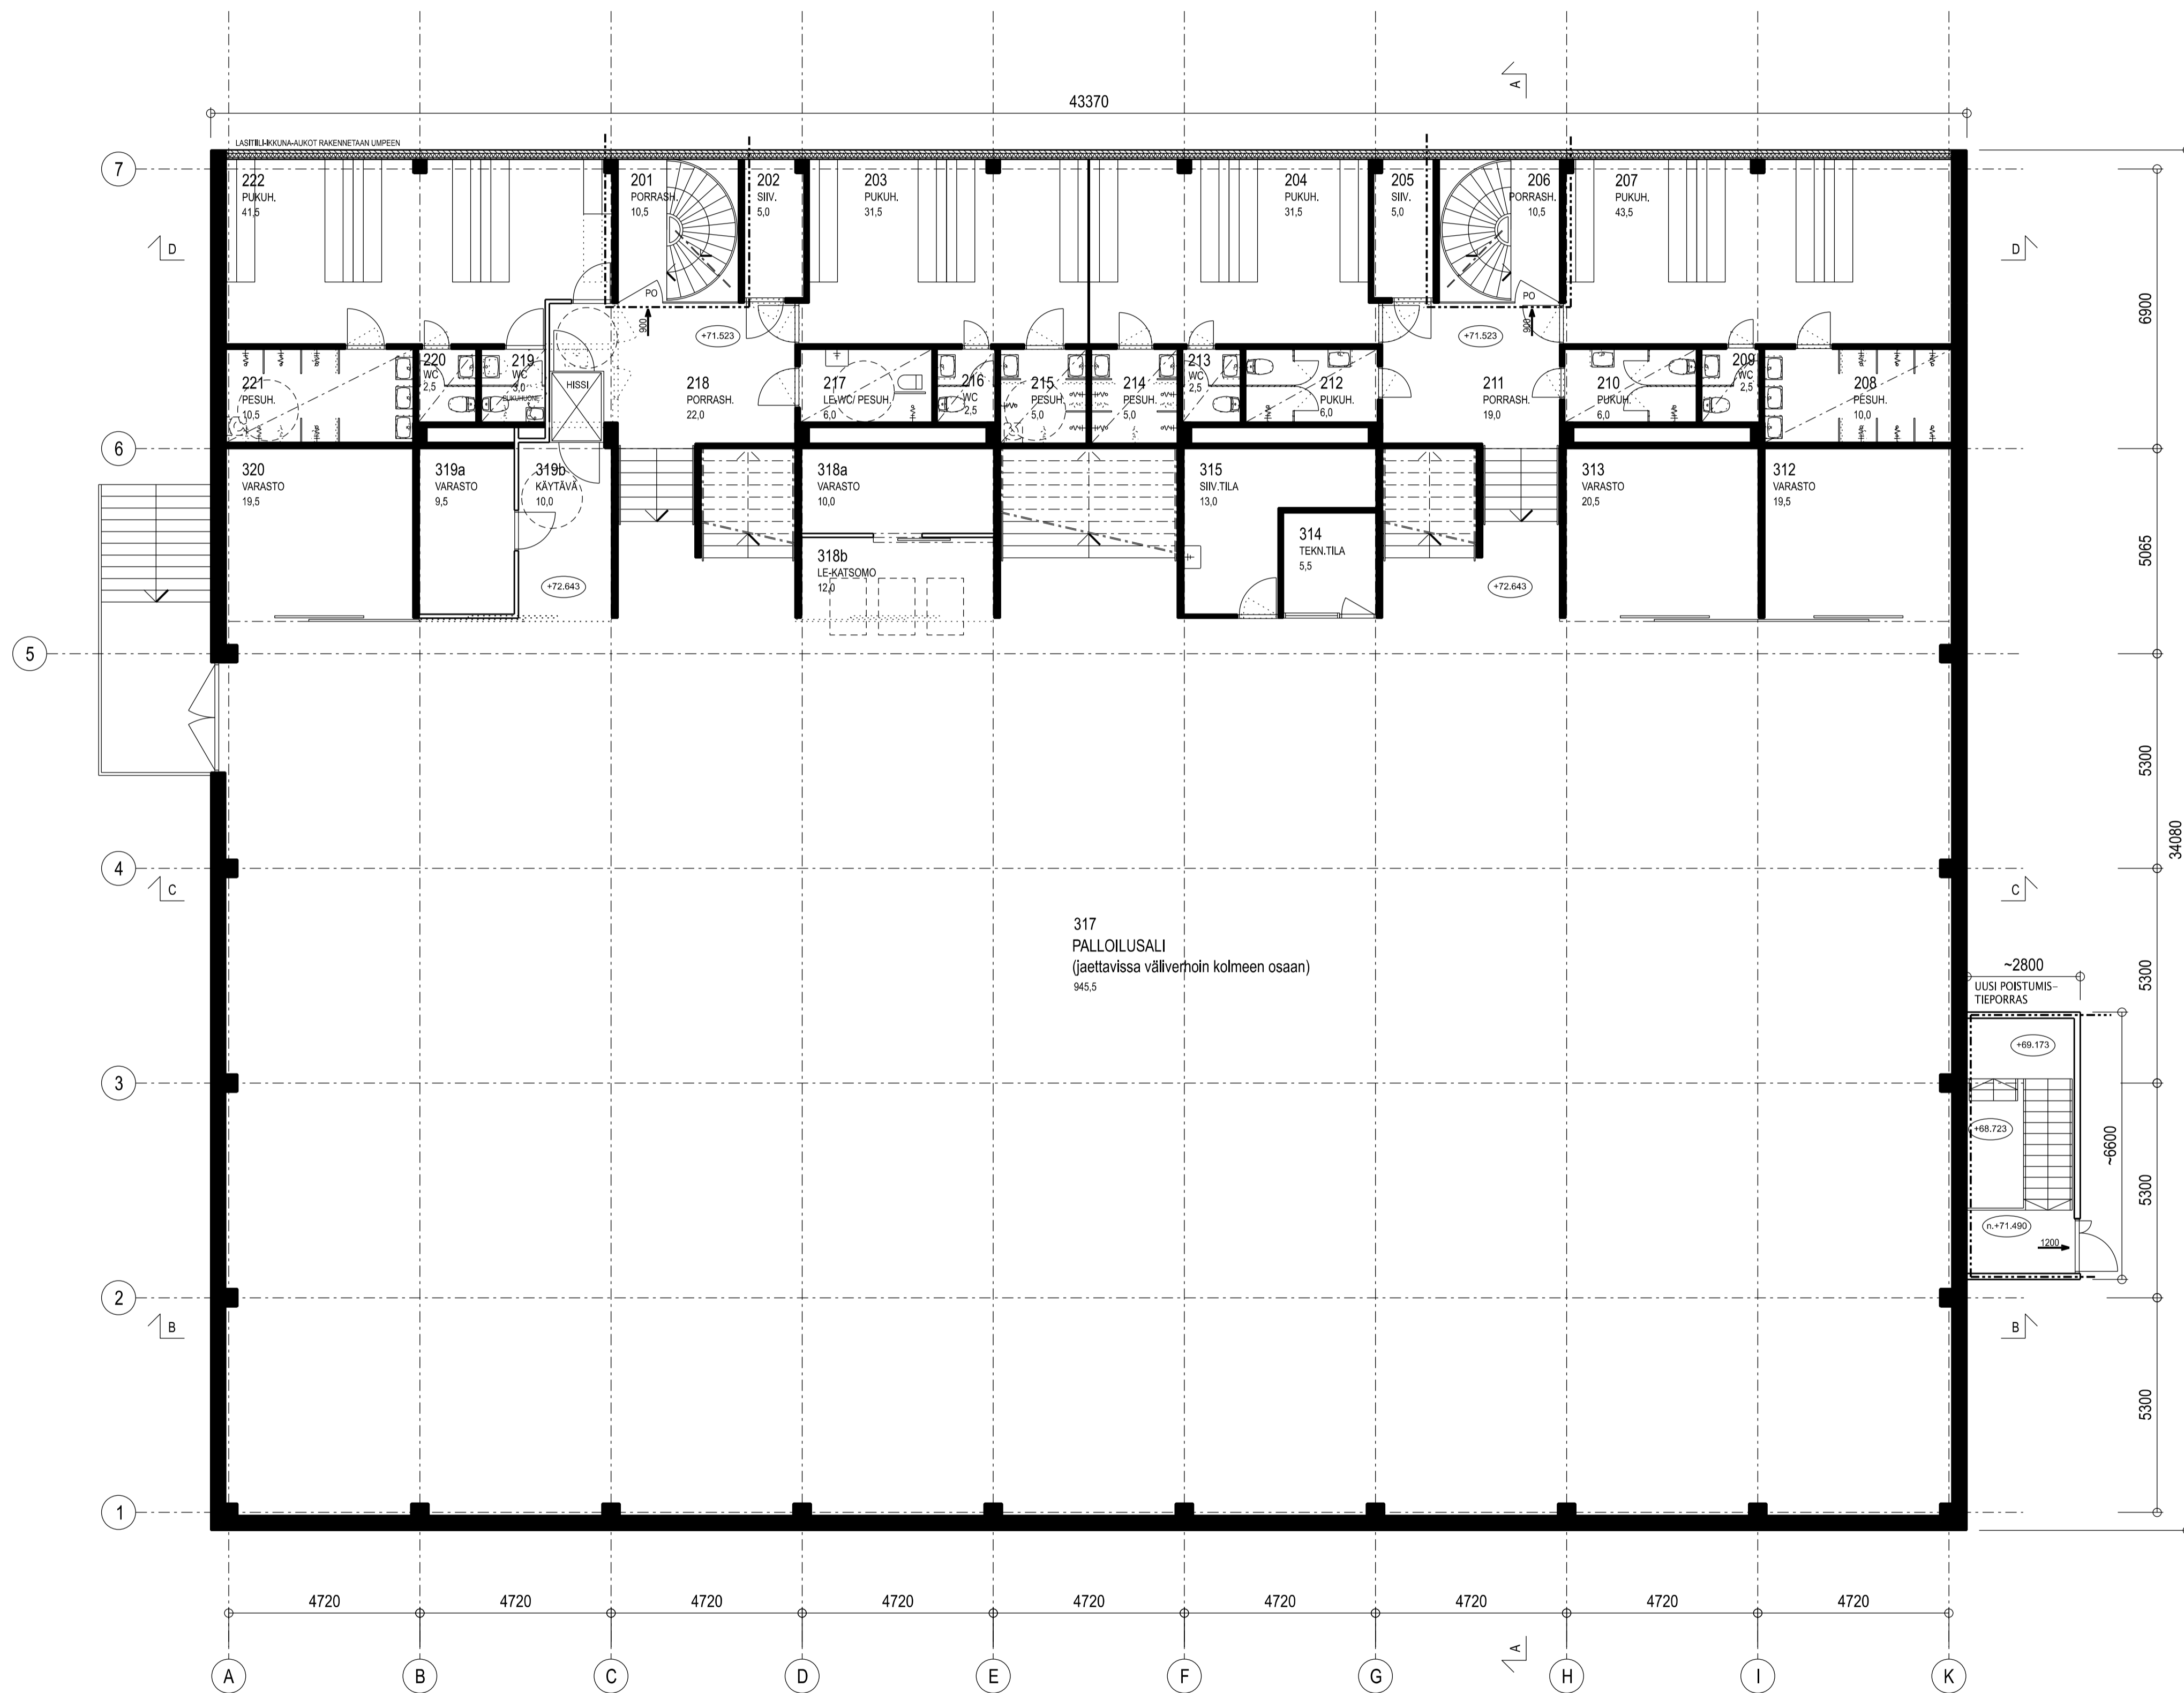 A
43370
LASITIILI-IKKUNA-AUKOT RAKENNETAAN UMPEEN
7
222
PUKUH.
41,5
201
PORRASH.
10,5
202
SIIV.
5,0
203
PUKUH.
31,5
204
PUKUH.
31,5
205
SIIV.
5,0
206
PORRASH.
10,5
207
PUKUH.
43,5
D
D
PO
900
+71.523
PO
900
+71.523
6900
221
PESUH.
10,5
220
WC
2,5
219
WC
3,0
HISSI
218
PORRASH.
22,0
217
LE-WC/ PESUH.
6,0
216
WC
2,5
215
PESUH.
5,0
214
PESUH.
5,0
213
WC
2,5
212
PUKUH.
6,0
211
PORRASH.
19,0
210
PUKUH.
6,0
209
WC
2,5
208
PESUH.
10,0
6
320
VARASTO
19,5
319a
VARASTO
9,5
319b
KÄYTÄVÄ
10,0
+72.643
318a
VARASTO
10,0
318b
LE-KATSOMO
12,0
315
SIIV.TILA
13,0
314
TEKN.TILA
5,5
+72.643
313
VARASTO
20,5
312
VARASTO
19,5
5065
5
5300
4
C
C
34080
317
PALLOILUSALI
(jaettavissa väliverhoin kolmeen osaan)
945,5
~2800
UUSI POISTUMIS-
TIEPORRAS
5300
+69.173
3
+68.723
~6600
5300
n.+71.490
1200
2
B
B
5300
1
4720
4720
4720
4720
4720
4720
4720
4720
4720
A
A
B
C
D
E
F
G
H
I
K